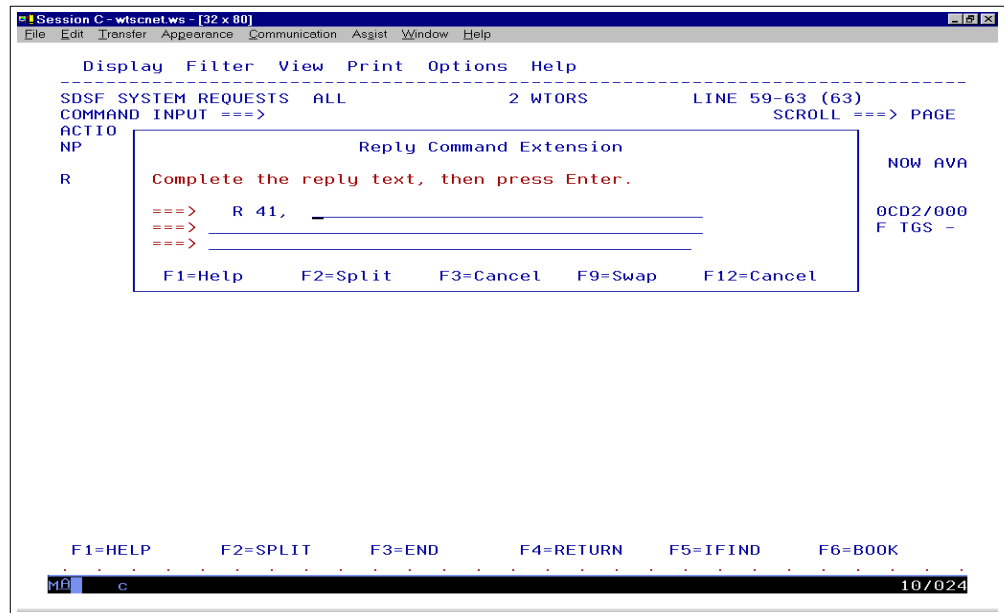 Session C - wtscnet.ws - [32 x 80]
File Edit Transfer Appearance Communication Assist Window Help
Display Filter View Print Options Help
SDSF SYSTEM REQUESTS ALL 2 WTORS LINE 59-63 (63)
COMMAND INPUT ===> SCROLL ===> PAGE
ACTIO
NP Reply Command Extension
NOW AVA
R Complete the reply text, then press Enter.
===> R 41, 0CD2/000
===> F TGS -
===>
F1=Help F2=Split F3=Cancel F9=Swap F12=Cancel
F1=HELP F2=SPLIT F3=END F4=RETURN F5=IFIND F6=BOOK
MA c 10/024